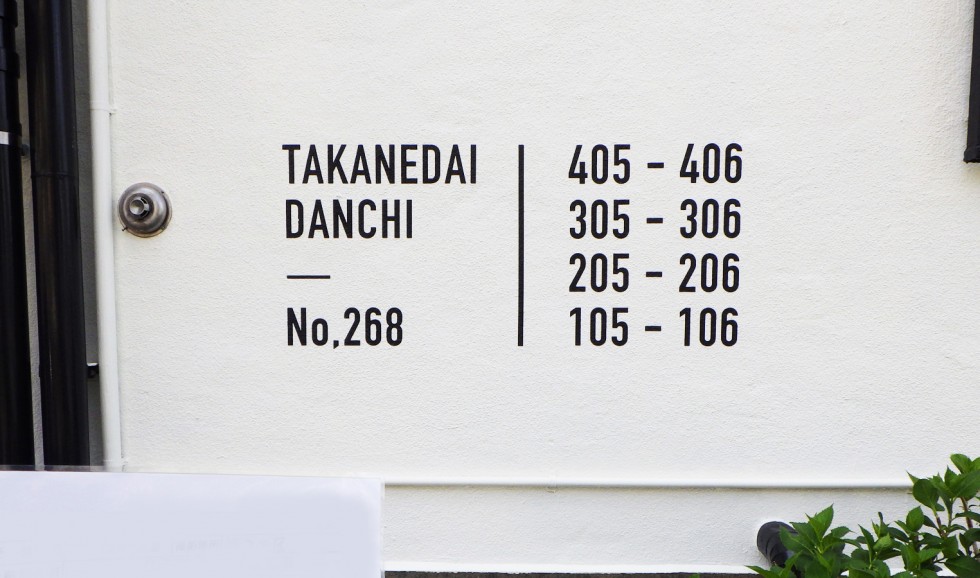 TAKANEDAI
DANCHI
—
No,268
405 - 406
305 - 306
205 - 206
105 - 106